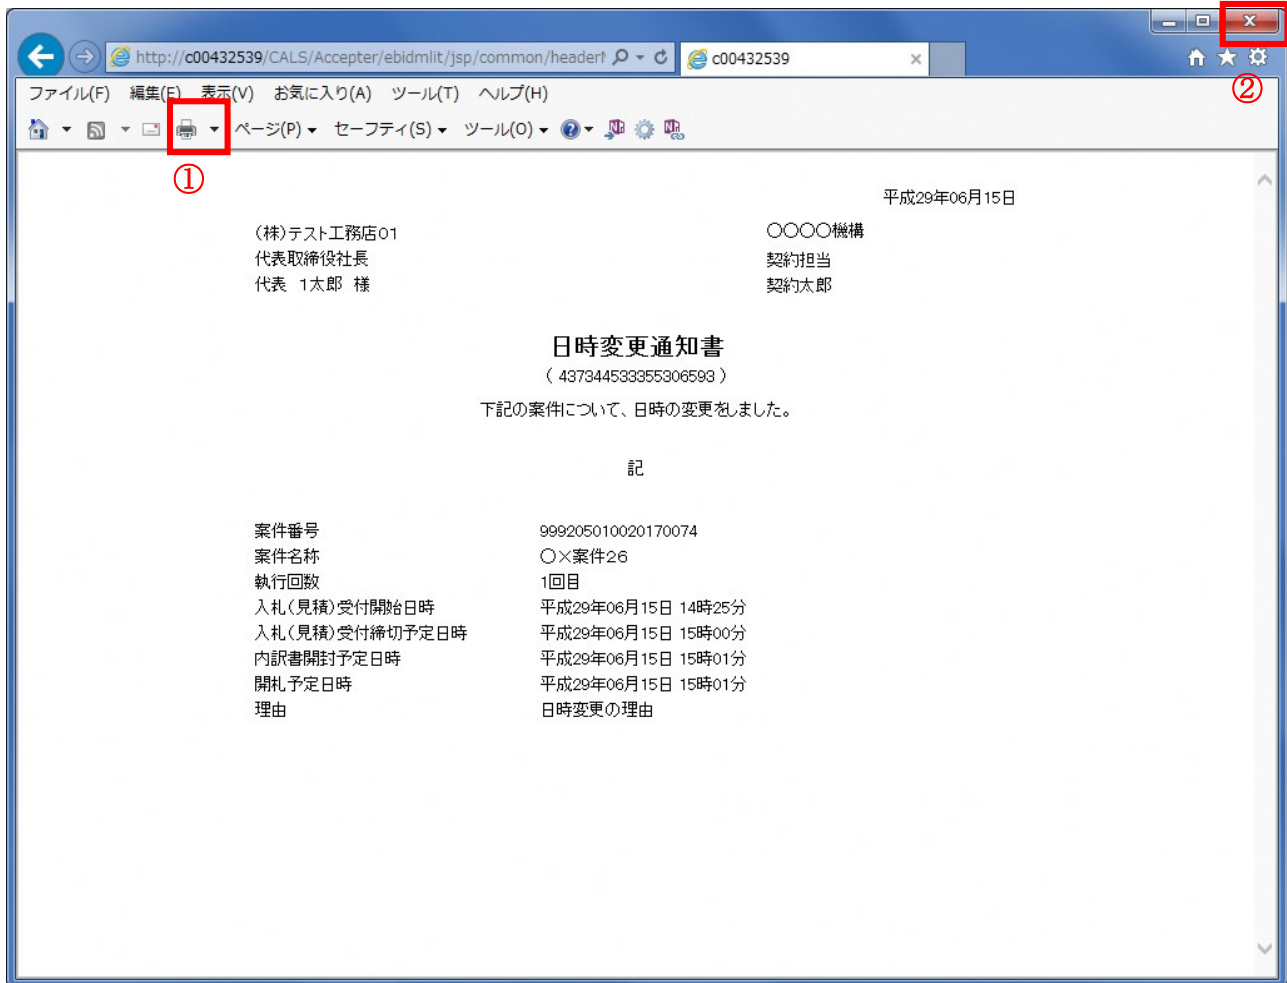 http://c00432539/CALS/Accepter/ebidmlit/jsp/common/header
c00432539
ファイル(F) 編集(E) 表示(V) お気に入り(A) ツール(T) ヘルプ(H)
②
ページ(P) セーフティ(S) ツール(O)
①
平成29年06月15日
(株)テスト工務店01
〇〇〇〇機構
代表取締役社長
契約担当
代表 1太郎 様
契約太郎
日時変更通知書
( 437344533355306593 )
下記の案件について、日時の変更をしました。
記
案件番号 999205010020170074
案件名称 〇×案件26
執行回数 1回目
入札(見積)受付開始日時 平成29年06月15日 14時25分
入札(見積)受付締切予定日時 平成29年06月15日 15時00分
内訳書開封予定日時 平成29年06月15日 15時01分
開札予定日時 平成29年06月15日 15時01分
理由 日時変更の理由